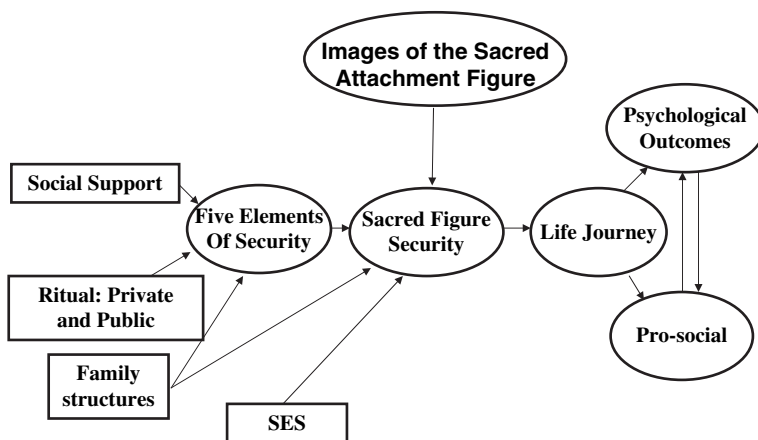 Images of the Sacred
Attachment Figure
Psychological
Outcomes
Social Support
Five Elements
Of Security
Sacred Figure
Security
Life Journey
Ritual: Private
and Public
Pro-social
Family
structures
SES